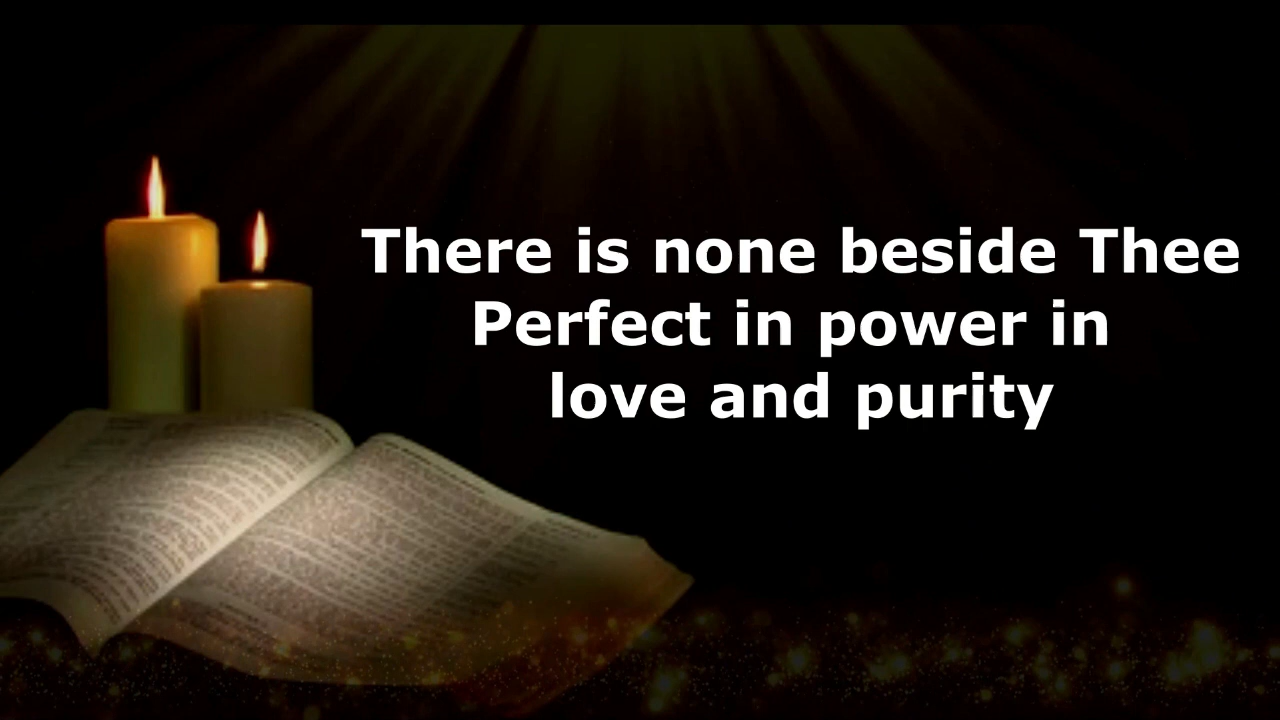 There is none beside Thee
Perfect in power in
love and purity